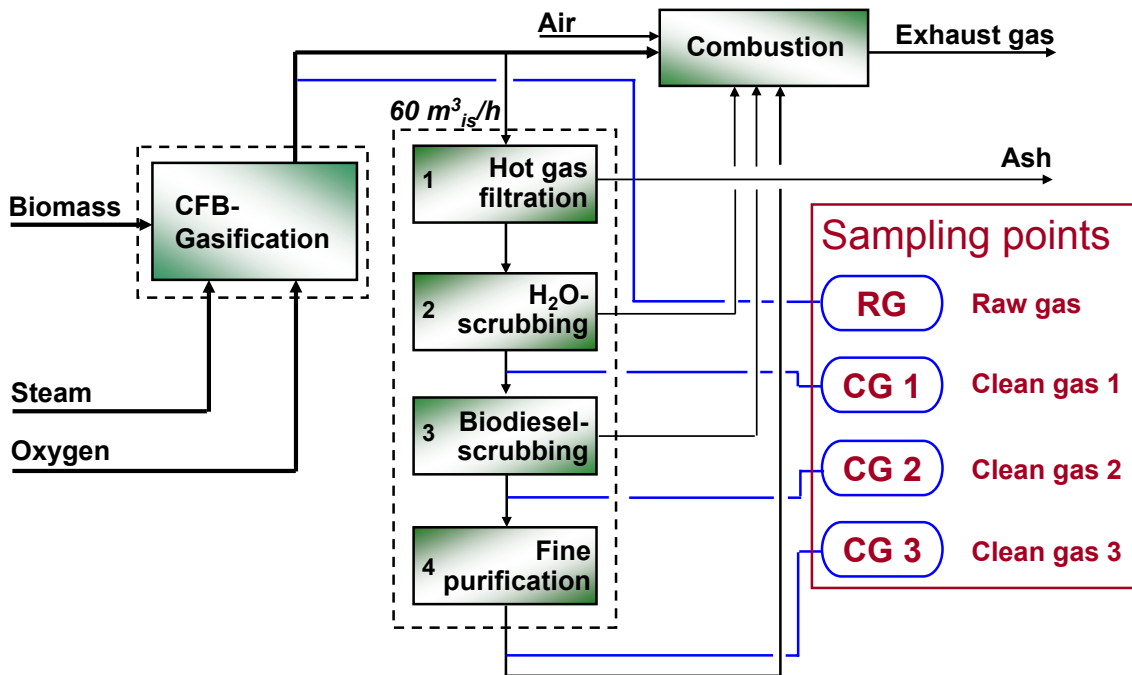 Air
Combustion
Exhaust gas
60 m³is/h
1
Hot gas
filtration
Ash
Biomass
CFB-
Gasification
Sampling points
2
H₂O-
scrubbing
RG
Raw gas
Steam
CG 1
Clean gas 1
3
Biodiesel-
scrubbing
Oxygen
CG 2
Clean gas 2
4
Fine
purification
CG 3
Clean gas 3